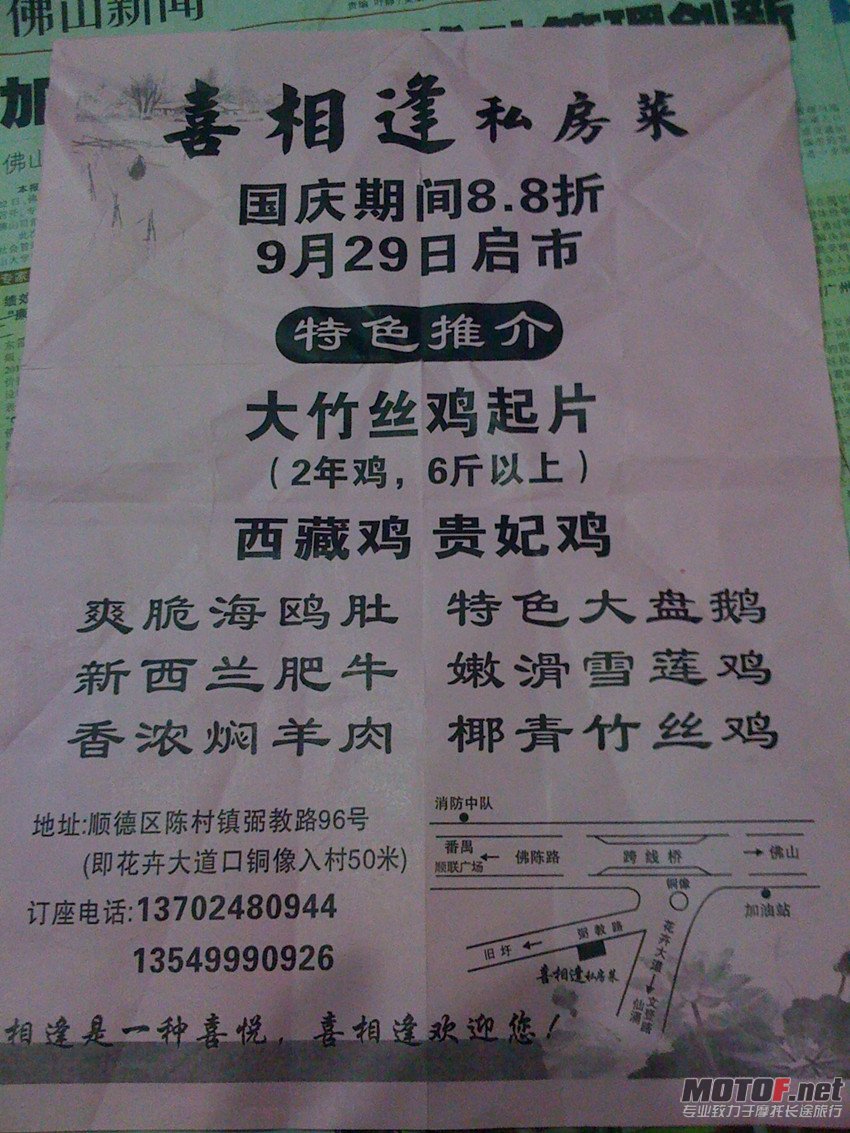 佛山新闻
喜相逢私房菜
国庆期间8.8折
9月29日启市
特色推介
大竹丝鸡起片
(2年鸡，6斤以上)
西藏鸡 贵妃鸡
爽脆海鸥肚 特色大盘鹅
新西兰肥牛 嫩滑雪莲鸡
香浓焖羊肉 椰青竹丝鸡
地址:顺德区陈村镇弼教路96号
(即花卉大道口铜像入村50米)
订座电话:13702480944
13549990926
消防中队
番禺
顺联广场
佛陈路
跨线桥
佛山
铜像
加油站
弼教路
旧圩
花卉大道
喜相逢私房菜
仙涌
相逢是一种喜悦，喜相逢欢迎您!
MOTOF.net
专业致力于摩托长途旅行